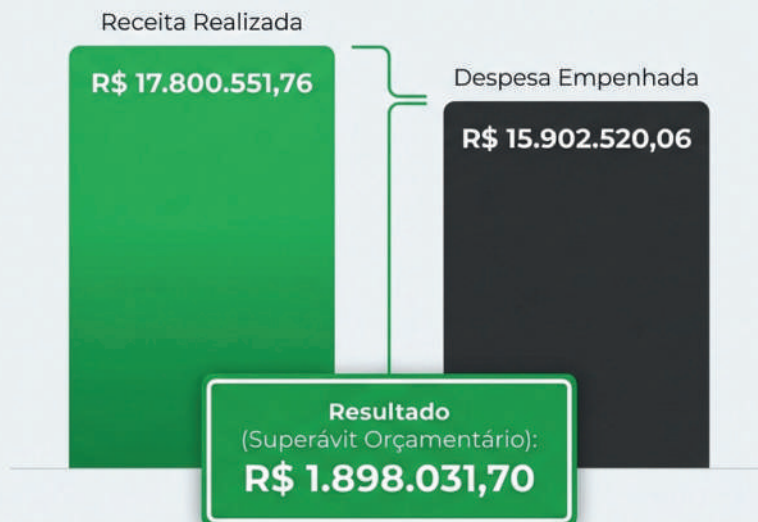 Receita Realizada
R$ 17.800.551,76
Despesa Empenhada
R$ 15.902.520,06
Resultado
(Superávit Orçamentário):
R$ 1.898.031,70